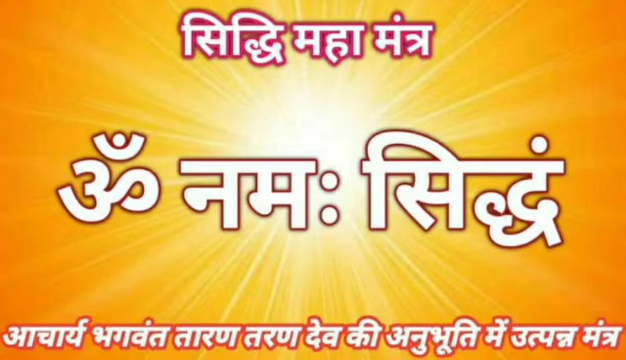 सिद्धि महा मंत्र
ॐ नमः सिद्धं
आचार्य भगवंत तारण तरण देव की अनुभूति में उत्पन्न मंत्र